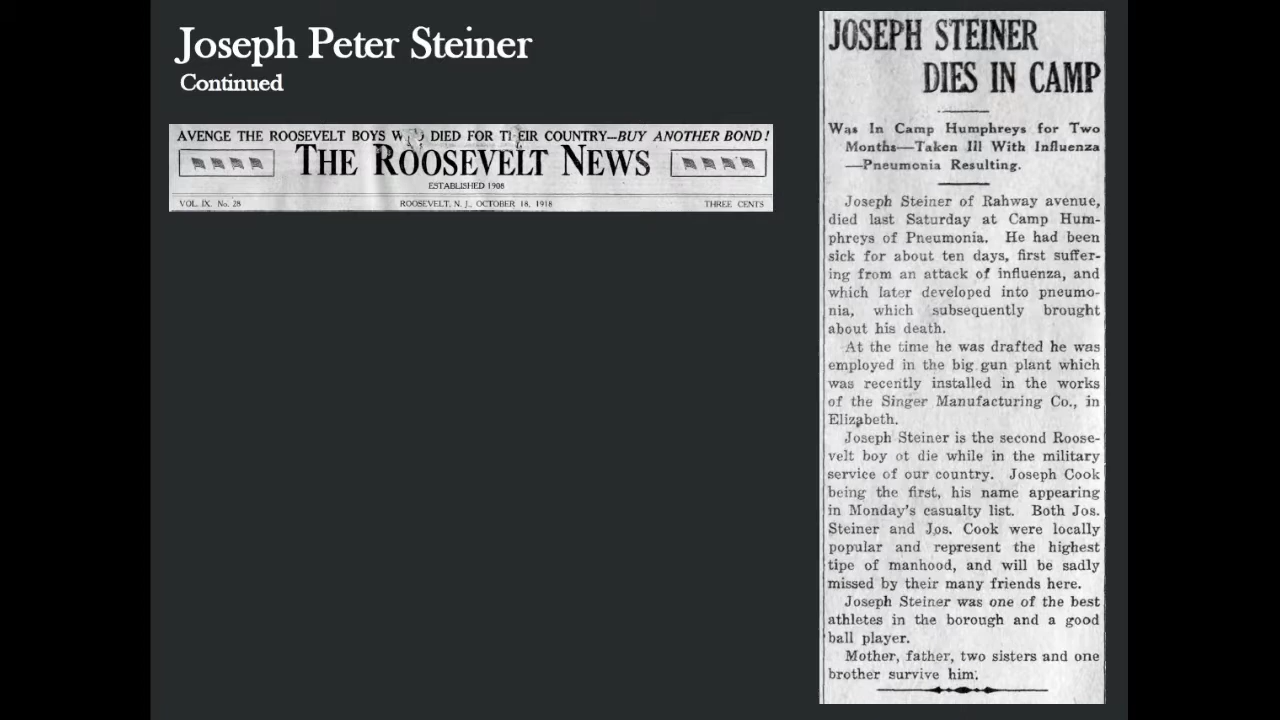 Joseph Peter Steiner
Continued
AVENGE THE ROOSEVELT BOYS WHO DIED FOR THEIR COUNTRY—BUY ANOTHER BOND!
THE ROOSEVELT NEWS
ESTABLISHED 1908
VOL. IX. No. 28 ROOSEVELT, N. J., OCTOBER 18, 1918 THREE CENTS
JOSEPH STEINER
DIES IN CAMP
Was In Camp Humphreys for Two
Months—Taken Ill With Influenza
—Pneumonia Resulting.
Joseph Steiner of Rahway avenue,
died last Saturday at Camp Hum-
phreys of Pneumonia. He had been
sick for about ten days, first suffer-
ing from an attack of influenza, and
which later developed into pneumo-
nia, which subsequently brought
about his death.
At the time he was drafted he was
employed in the big gun plant which
was recently installed in the works
of the Singer Manufacturing Co., in
Elizabeth.
Joseph Steiner is the second Roose-
velt boy ot die while in the military
service of our country. Joseph Cook
being the first, his name appearing
in Monday's casualty list. Both Jos.
Steiner and Jos. Cook were locally
popular and represent the highest
tipe of manhood, and will be sadly
missed by their many friends here.
Joseph Steiner was one of the best
athletes in the borough and a good
ball player.
Mother, father, two sisters and one
brother survive him.